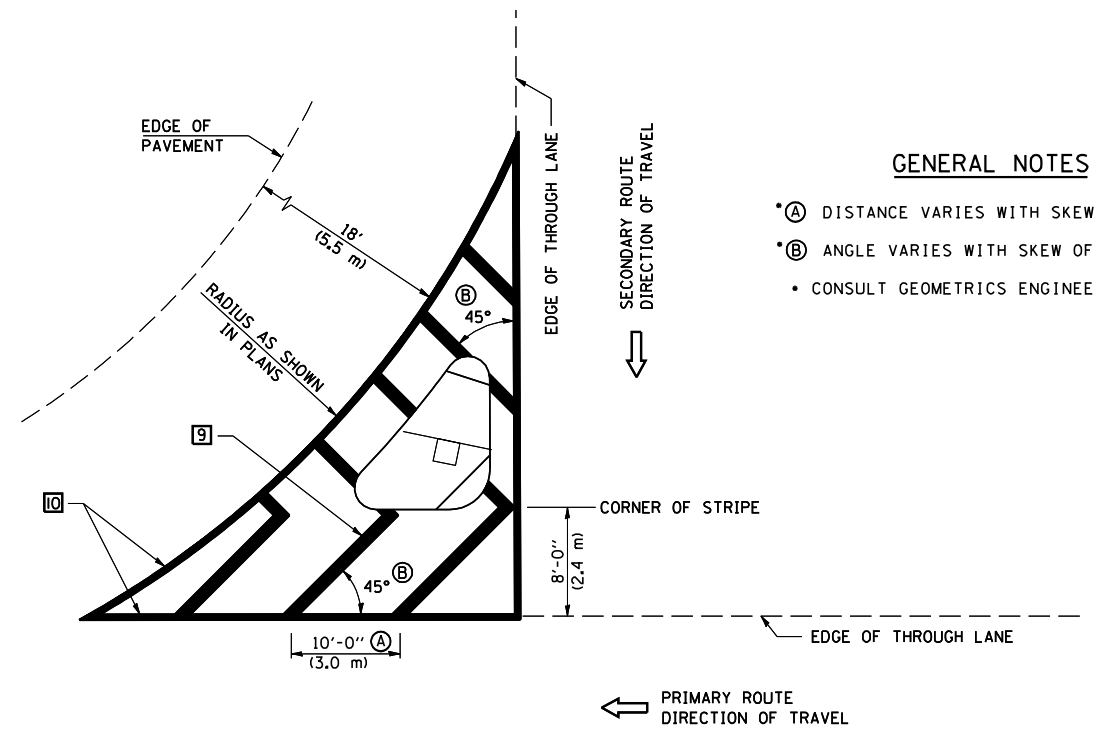 EDGE OF
PAVEMENT
18'
(5.5 m)
RADIUS AS SHOWN
IN PLANS
9
10
B
45°
EDGE OF THROUGH LANE
SECONDARY ROUTE
DIRECTION OF TRAVEL
GENERAL NOTES
*A DISTANCE VARIES WITH SKEW
*B ANGLE VARIES WITH SKEW OF
• CONSULT GEOMETRICS ENGINEE
CORNER OF STRIPE
8'-0"
(2.4 m)
45° B
10'-0" A
(3.0 m)
EDGE OF THROUGH LANE
PRIMARY ROUTE
DIRECTION OF TRAVEL